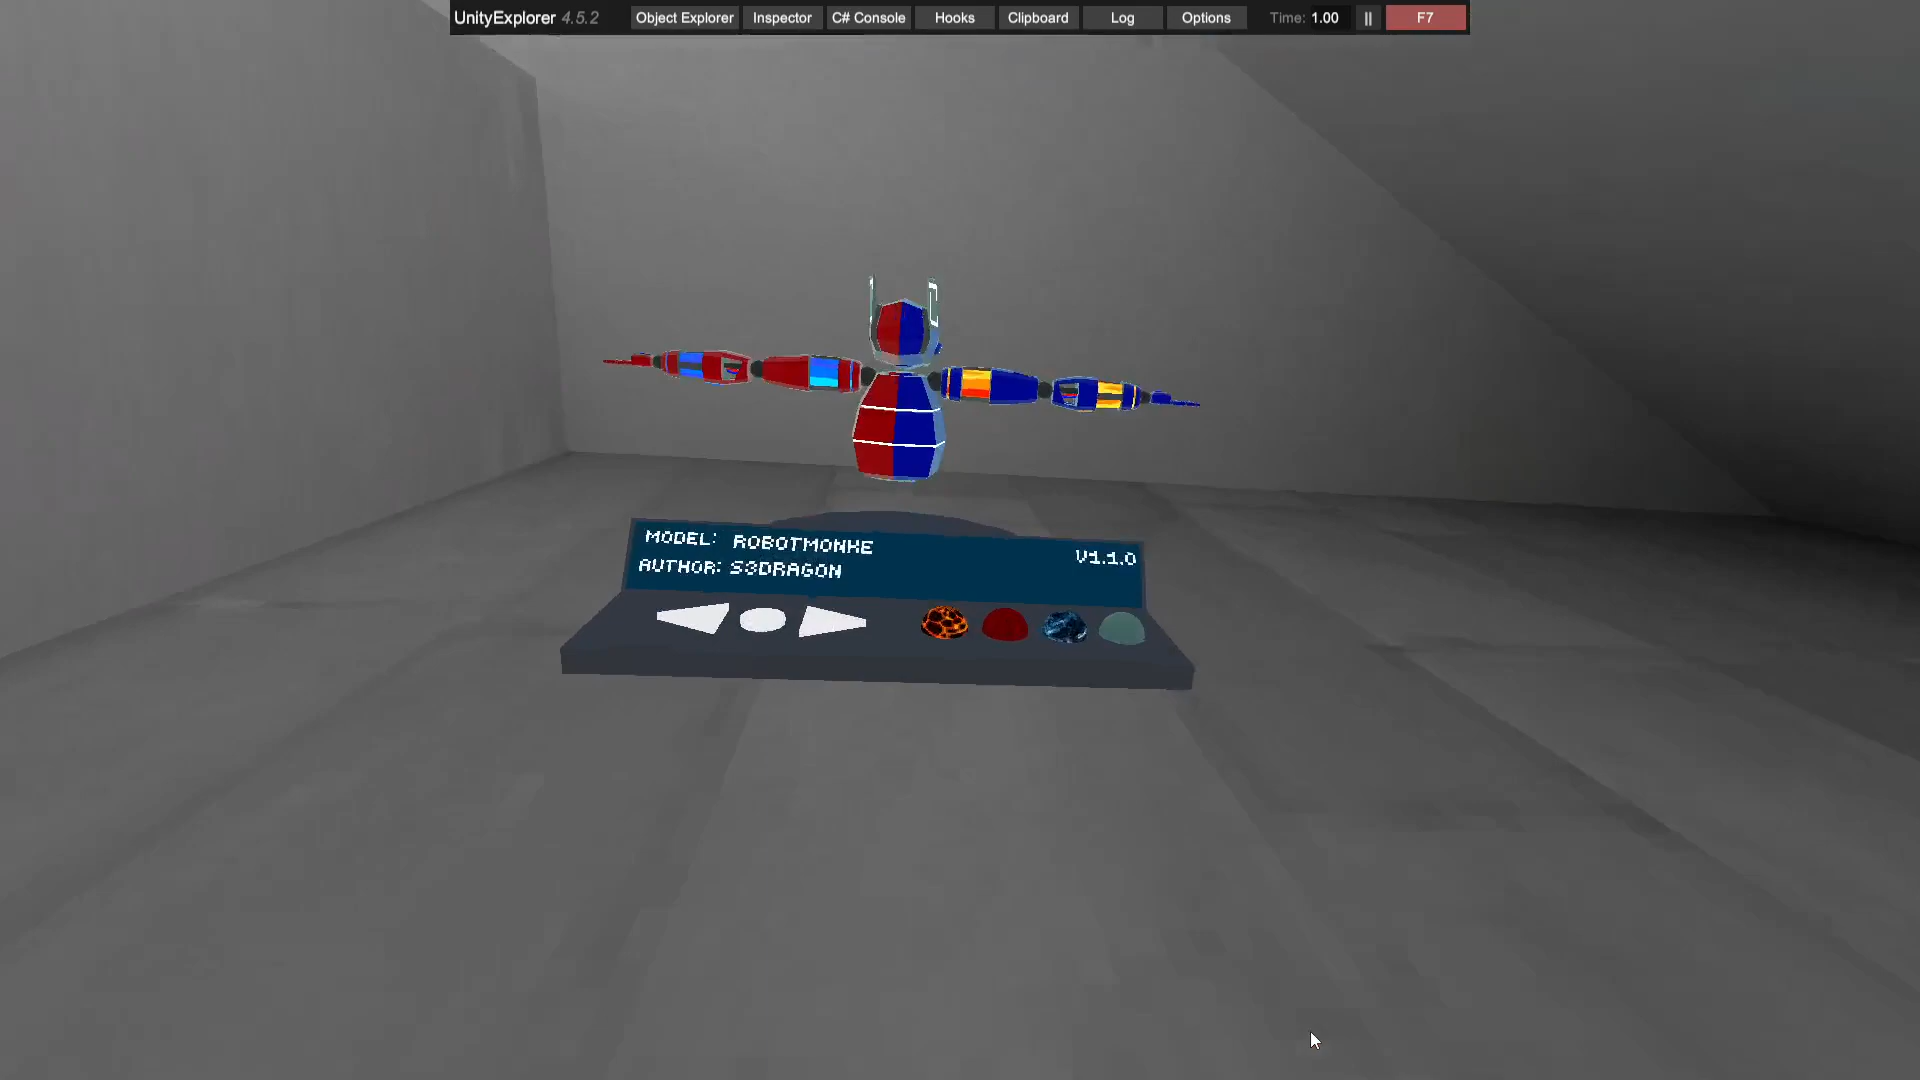 UnityExplorer 4.5.2 Object Explorer Inspector C# Console Hooks Clipboard Log Options Time: 1.00 || F7
MODEL: ROBOTMONKE V1.1.0
AUTHOR: S3DRAGON